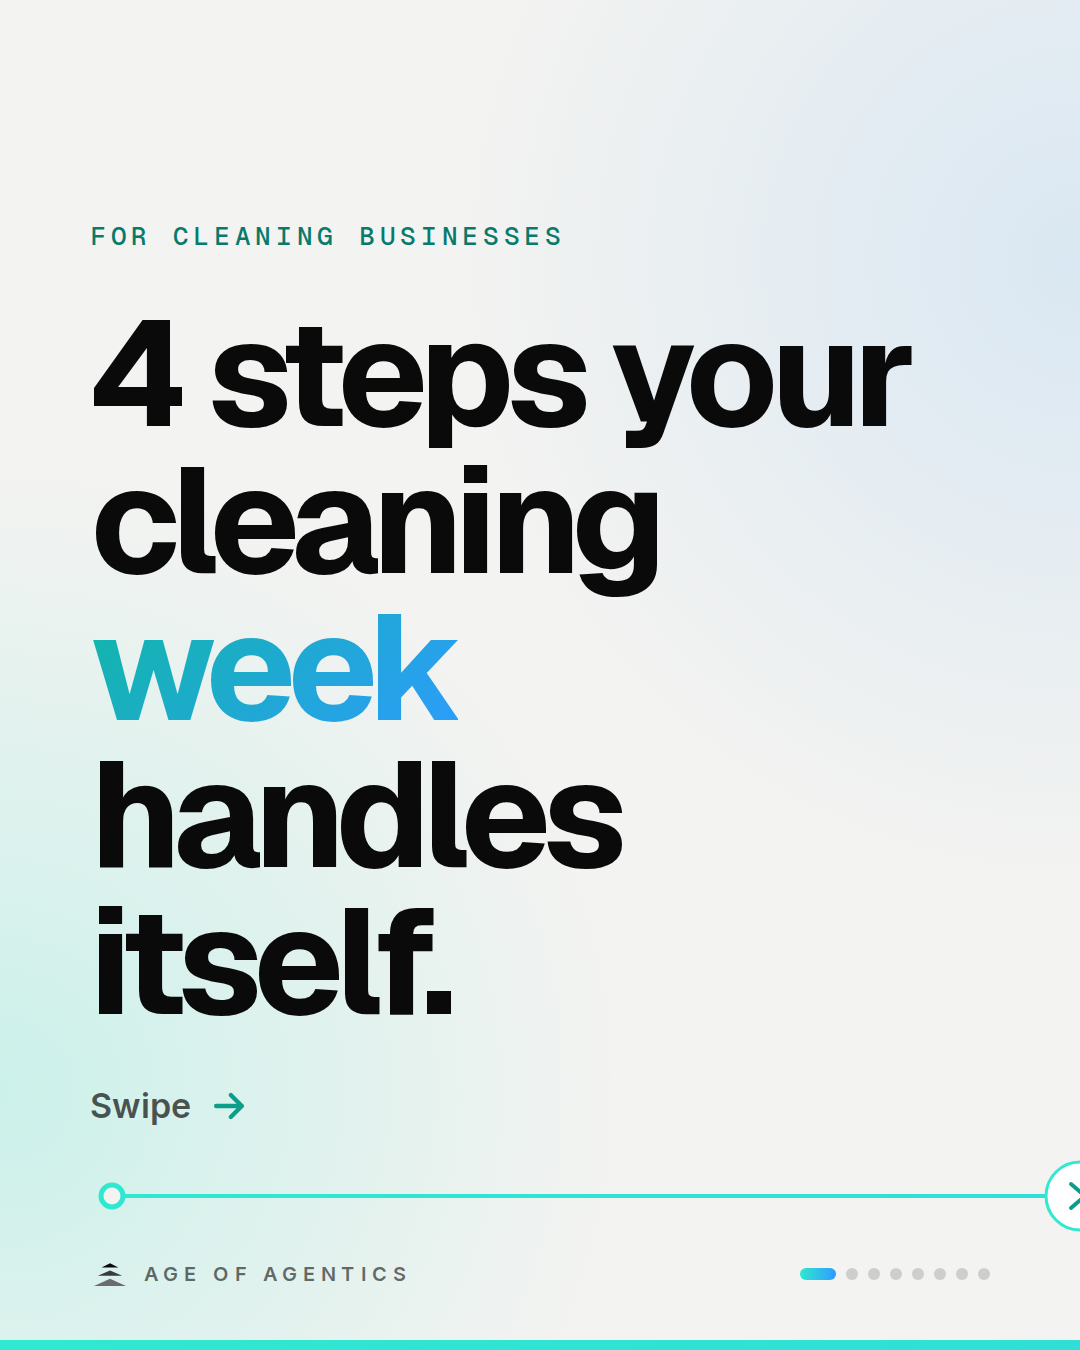 FOR CLEANING BUSINESSES
4 steps your
cleaning
week
handles
itself.
Swipe →
AGE OF AGENTICS